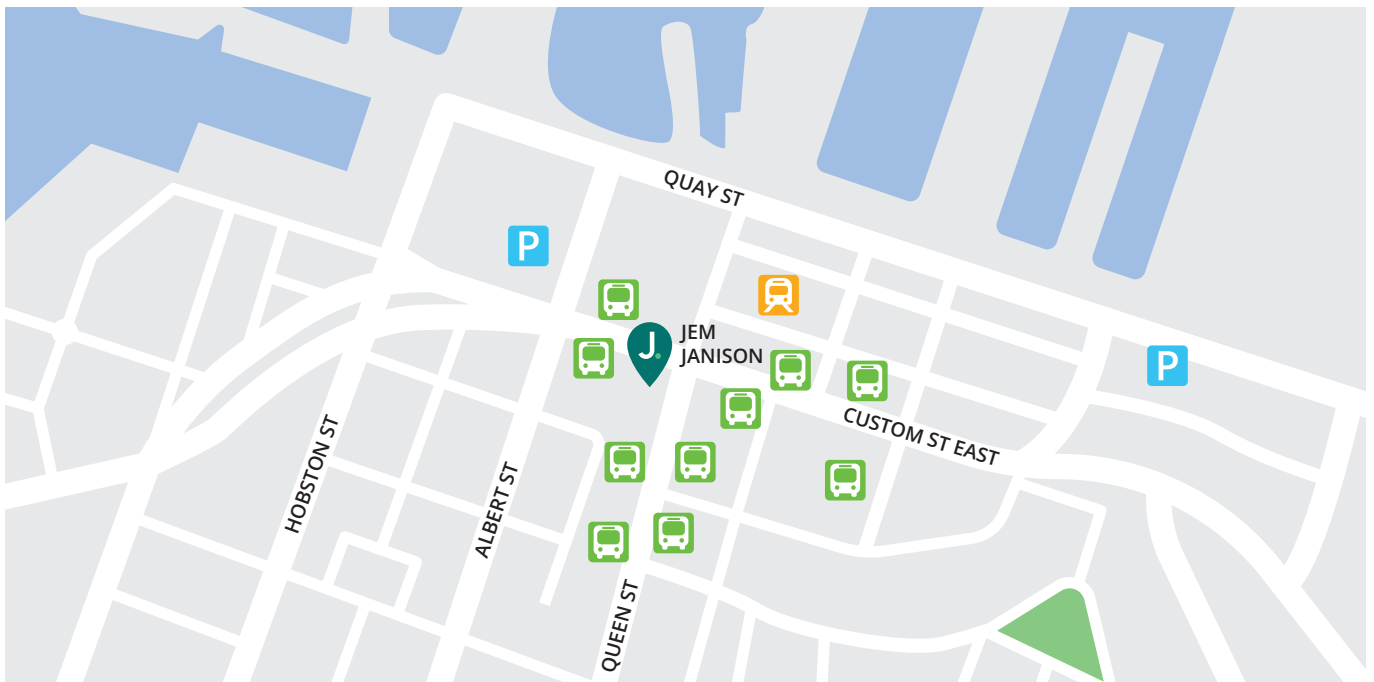 QUAY ST
P
J.
JEM
JANISON
P
CUSTOM ST EAST
HOBSTON ST
ALBERT ST
QUEEN ST